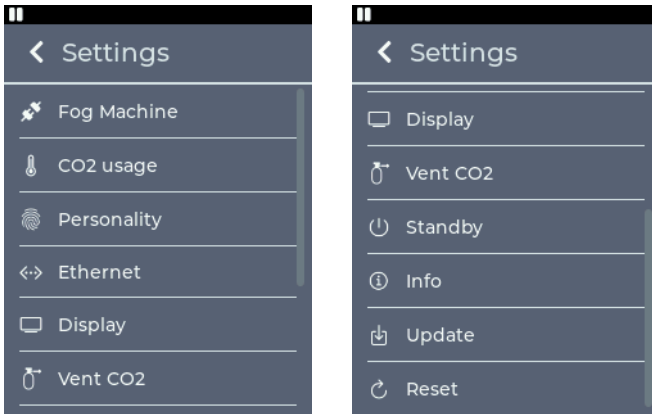 Settings
Fog Machine
CO2 usage
Personality
Ethernet
Display
Vent CO2
Settings
Display
Vent CO2
Standby
Info
Update
Reset